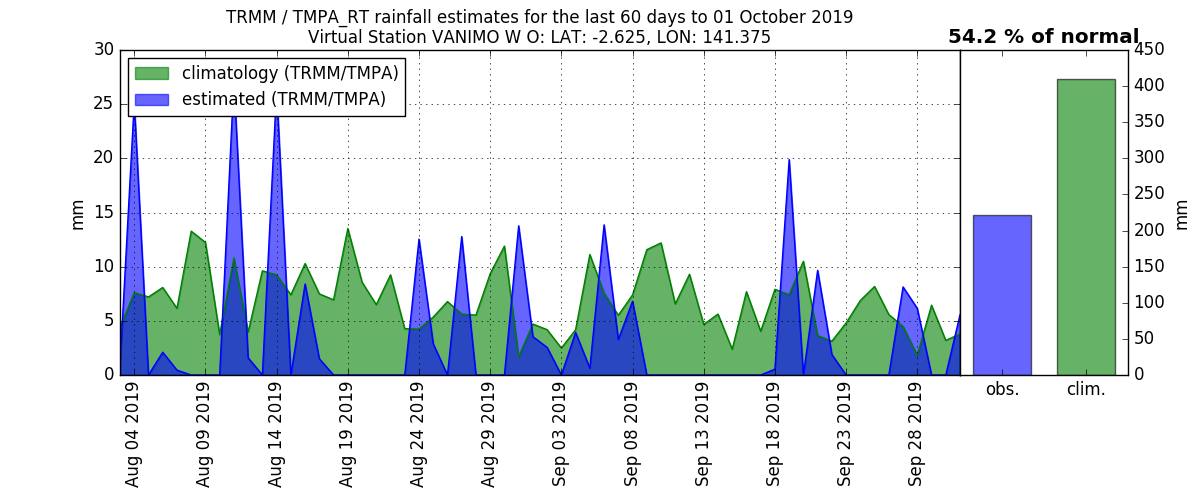 TRMM / TMPA_RT rainfall estimates for the last 60 days to 01 October 2019
Virtual Station VANIMO W O: LAT: -2.625, LON: 141.375
54.2 % of normal
climatology (TRMM/TMPA)
estimated (TRMM/TMPA)
30
25
20
15
10
5
0
mm
Aug 04 2019
Aug 09 2019
Aug 14 2019
Aug 19 2019
Aug 24 2019
Aug 29 2019
Sep 03 2019
Sep 08 2019
Sep 13 2019
Sep 18 2019
Sep 23 2019
Sep 28 2019
450
400
350
300
250
200
150
100
50
0
mm
obs.
clim.